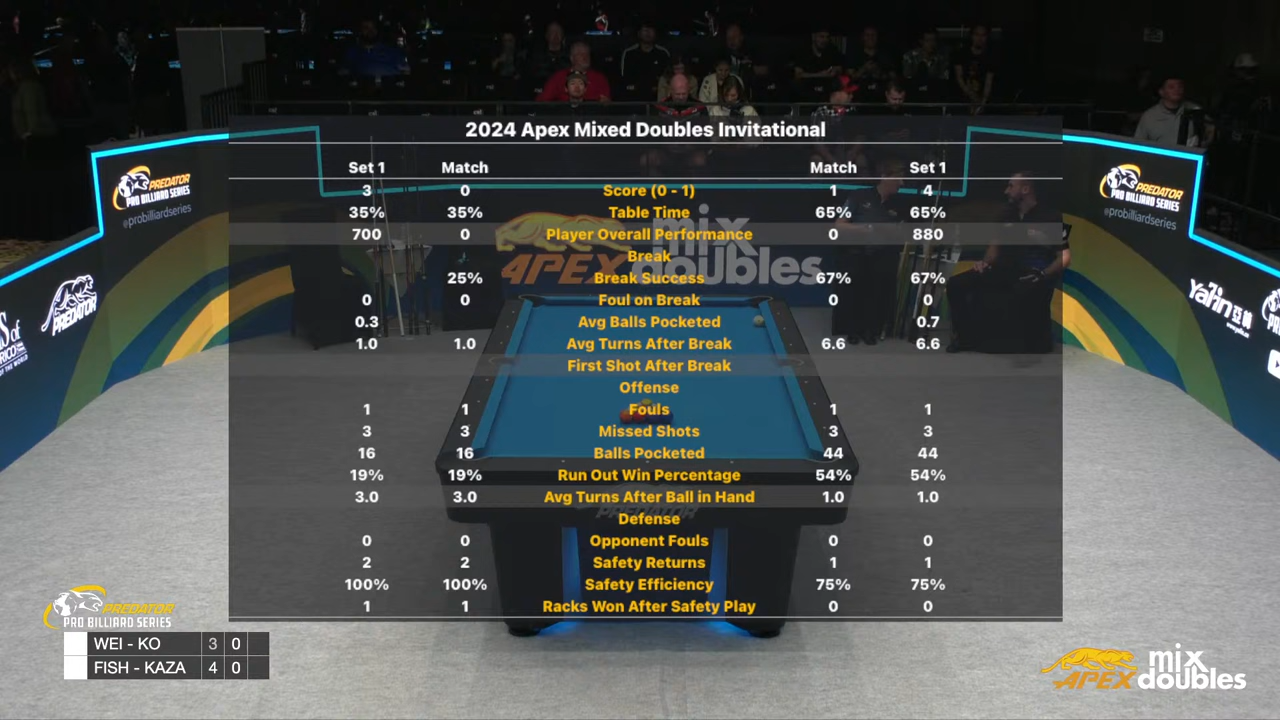 2024 Apex Mixed Doubles Invitational
Set 1 Match Match Set 1
3 0 Score (0 - 1) 1 4
35% 35% Table Time 65% 65%
700 0 Player Overall Performance 0 880
Break
25% Break Success 67% 67%
0 0 Foul on Break 0 0
0.3 Avg Balls Pocketed 0.7
1.0 1.0 Avg Turns After Break 6.6 6.6
First Shot After Break
Offense
1 1 Fouls 1 1
3 3 Missed Shots 3 3
16 16 Balls Pocketed 44 44
19% 19% Run Out Win Percentage 54% 54%
3.0 3.0 Avg Turns After Ball in Hand 1.0 1.0
Defense
0 0 Opponent Fouls 0 0
2 2 Safety Returns 1 1
100% 100% Safety Efficiency 75% 75%
1 1 Racks Won After Safety Play 0 0
PREDATOR
PRO BILLIARD SERIES
@probilliardseries
PREDATOR
PREDATOR
PRO BILLIARD SERIES
@probilliardseries
Yalin 亞林
APEX mix doubles
PREDATOR
PREDATOR
PRO BILLIARD SERIES
WEI - KO 3 0
FISH - KAZA 4 0
APEX mix doubles